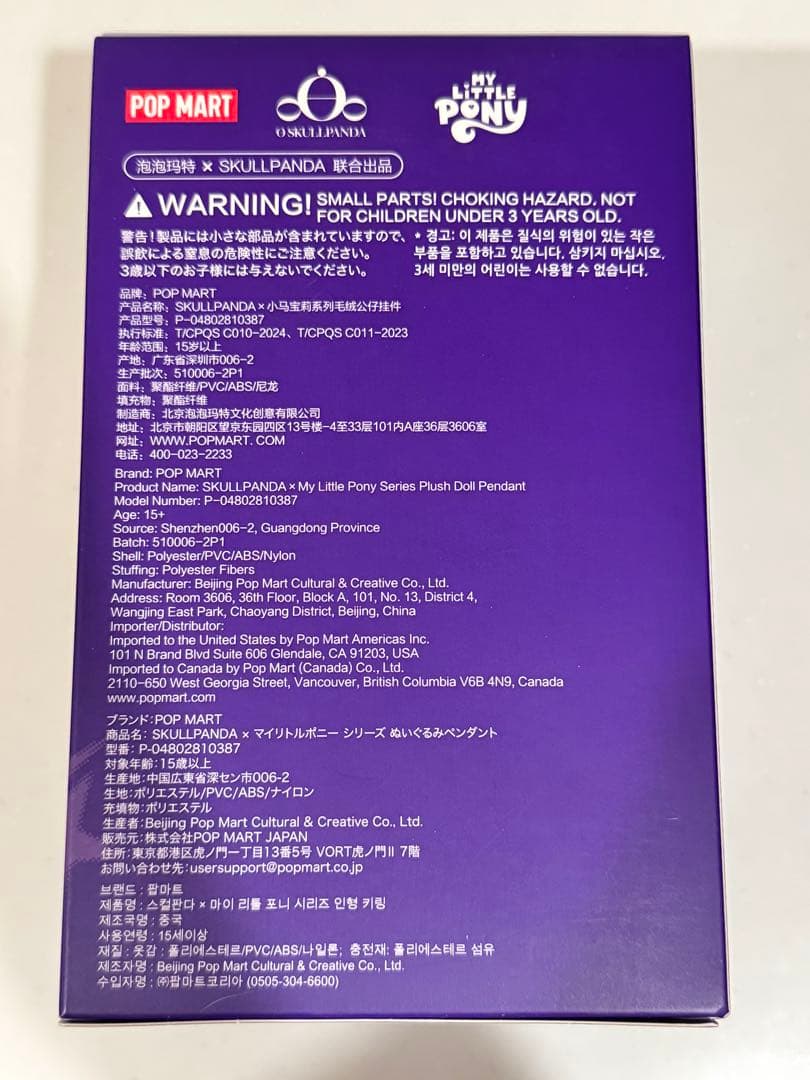 POP MART
SKULLPANDA
MY LITTLE PONY
泡泡玛特 × SKULLPANDA 联合出品
WARNING! SMALL PARTS! CHOKING HAZARD. NOT FOR CHILDREN UNDER 3 YEARS OLD.
警告!製品には小さな部品が含まれていますので、
誤飲による窒息の危険性にご注意ください。
3歳以下のお子様には与えないでください。
* 경고: 이 제품은 질식의 위험이 있는 작은
부품을 포함하고 있습니다. 삼키지 마십시오.
3세 미만의 어린이는 사용할 수 없습니다.
品牌：POP MART
产品名称：SKULLPANDA×小马宝莉系列毛绒公仔挂件
产品型号：P-04802810387
执行标准：T/CPQS C010-2024、T/CPQS C011-2023
年龄范围：15岁以上
产地：广东省深圳市006-2
生产批次：510006-2P1
面料：聚酯纤维/PVC/ABS/尼龙
填充物：聚酯纤维
制造商：北京泡泡玛特文化创意有限公司
地址：北京市朝阳区望京东园四区13号楼-4至33层101内A座36层3606室
网址：WWW.POPMART. COM
电话：400-023-2233
Brand: POP MART
Product Name: SKULLPANDA×My Little Pony Series Plush Doll Pendant
Model Number: P-04802810387
Age: 15+
Source: Shenzhen006-2, Guangdong Province
Batch: 510006-2P1
Shell: Polyester/PVC/ABS/Nylon
Stuffing: Polyester Fibers
Manufacturer: Beijing Pop Mart Cultural & Creative Co., Ltd.
Address: Room 3606, 36th Floor, Block A, 101, No. 13, District 4,
Wangjing East Park, Chaoyang District, Beijing, China
Importer/Distributor:
Imported to the United States by Pop Mart Americas Inc.
101 N Brand Blvd Suite 606 Glendale, CA 91203, USA
Imported to Canada by Pop Mart (Canada) Co., Ltd.
2110-650 West Georgia Street, Vancouver, British Columbia V6B 4N9, Canada
www.popmart.com
ブランド:POP MART
商品名: SKULLPANDA × マイリトルポニー シリーズ ぬいぐるみペンダント
型番: P-04802810387
対象年齢:15歳以上
生産地:中国広東省深セン市006-2
生地:ポリエステル/PVC/ABS/ナイロン
充填物:ポリエステル
生産者:Beijing Pop Mart Cultural & Creative Co., Ltd.
販売元:株式会社POP MART JAPAN
住所:東京都港区虎ノ門一丁目13番5号 VORT虎ノ門II 7階
お問い合わせ先:usersupport@popmart.co.jp
브랜드 : 팝마트
제품명 : 스컬판다 × 마이 리틀 포니 시리즈 인형 키링
제조국명 : 중국
사용연령 : 15세이상
재질 : 옷감 : 폴리에스테르/PVC/ABS/나일론; 충전재: 폴리에스테르 섬유
제조자명 : Beijing Pop Mart Cultural & Creative Co., Ltd.
수입자명 : ㈜팝마트코리아 (0505-304-6600)